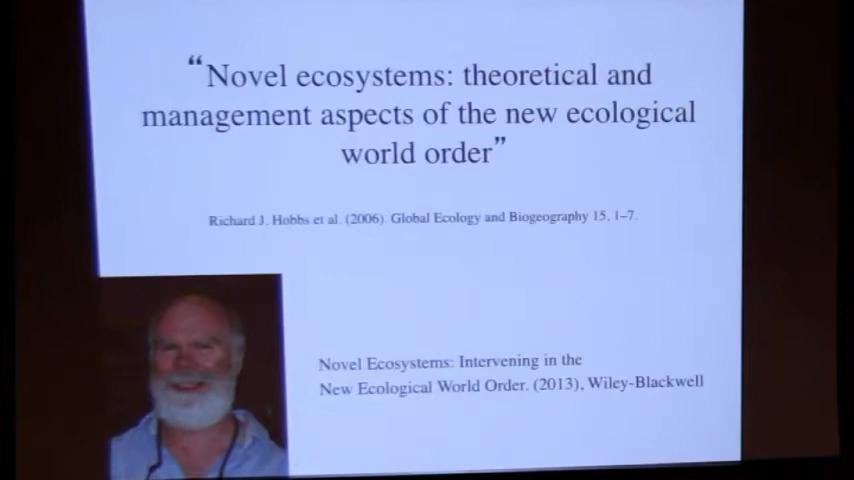 “Novel ecosystems: theoretical and
management aspects of the new ecological
world order”
Richard J. Hobbs et al. (2006). Global Ecology and Biogeography 15, 1–7.
Novel Ecosystems: Intervening in the
New Ecological World Order. (2013), Wiley-Blackwell